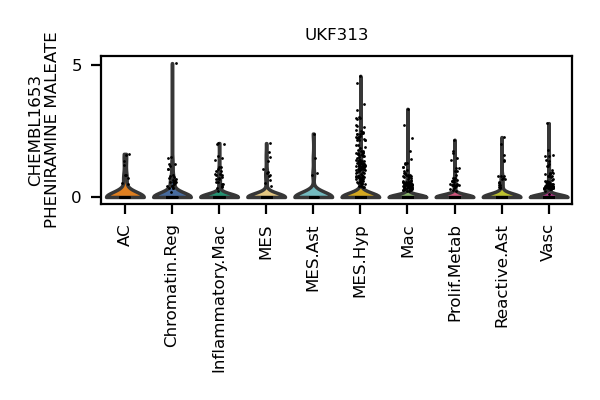 UKF313
CHEMBL1653
PHENIRAMINE MALEATE
5
0
AC
Chromatin.Reg
Inflammatory.Mac
MES
MES.Ast
MES.Hyp
Mac
Prolif.Metab
Reactive.Ast
Vasc